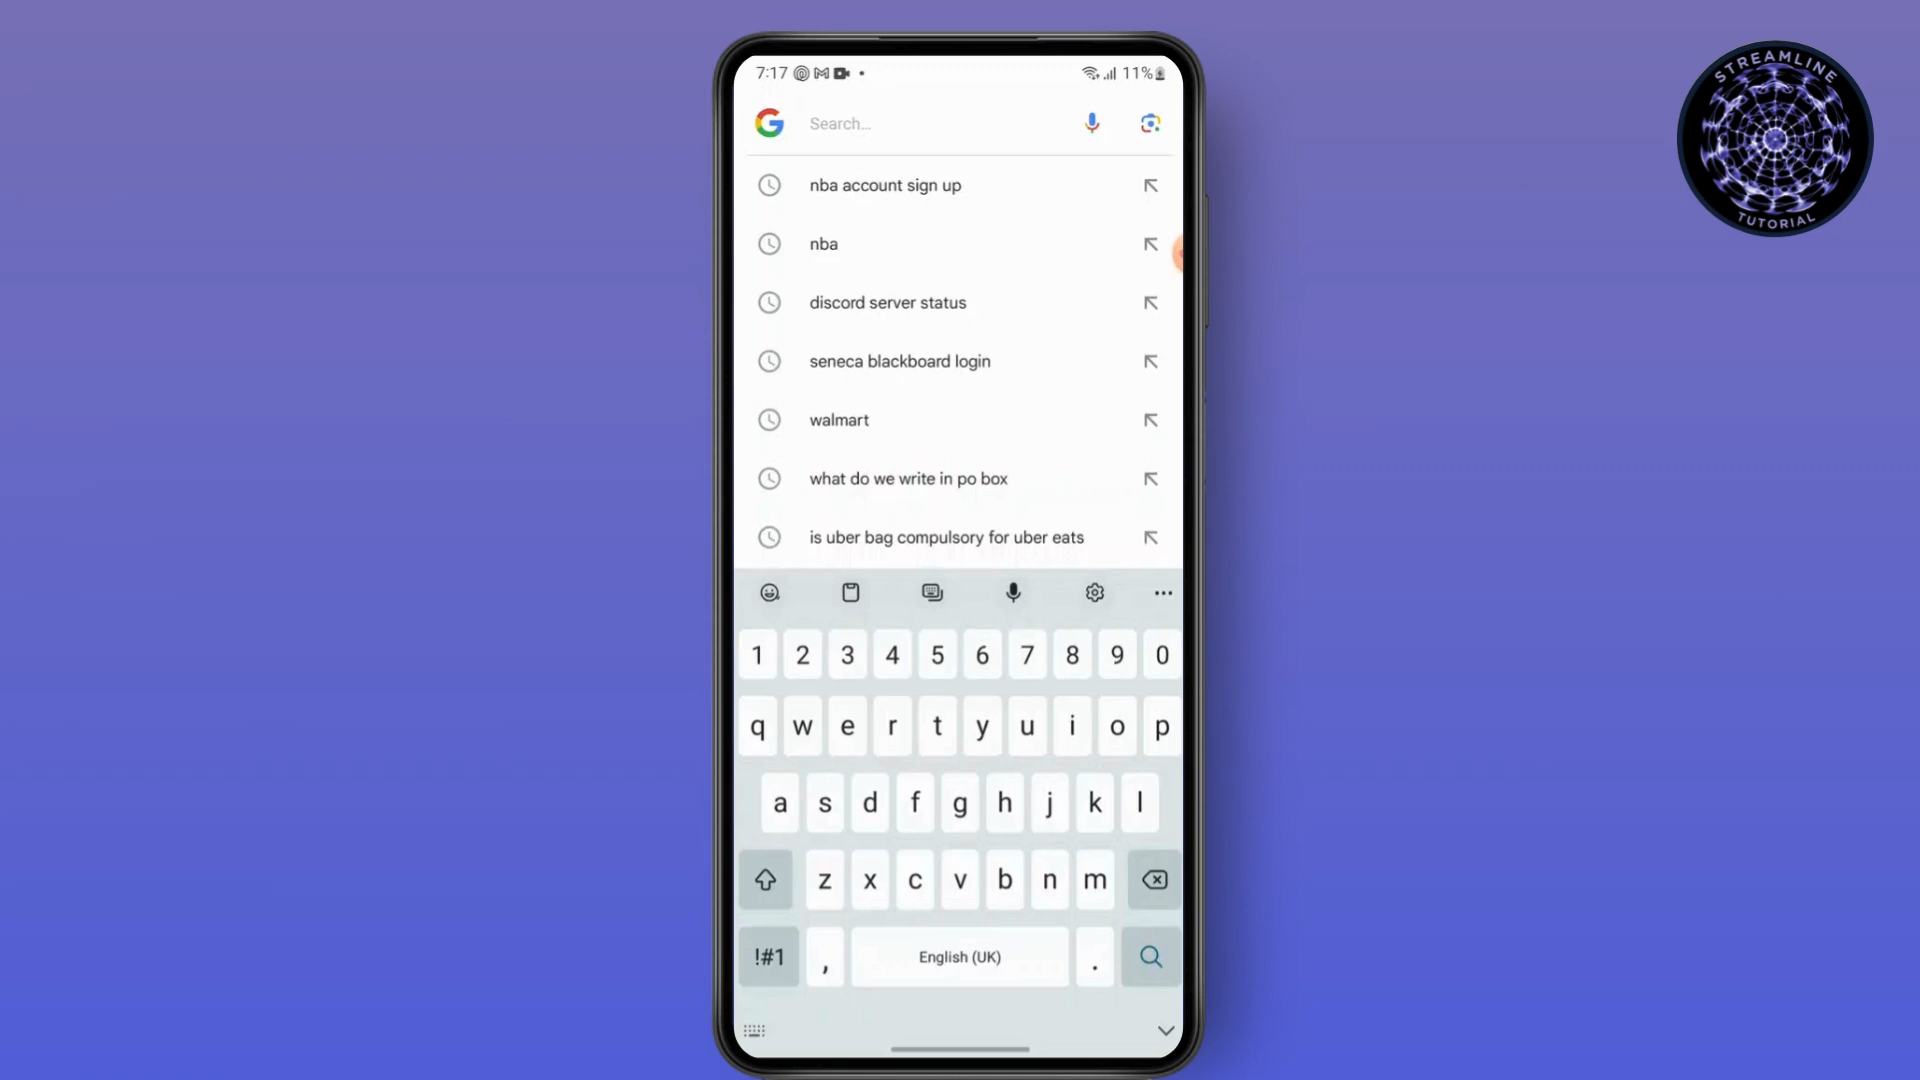 7:17
11%
STREAMLINE
TUTORIAL
Search...
nba account sign up
nba
discord server status
seneca blackboard login
walmart
what do we write in po box
is uber bag compulsory for uber eats
1 2 3 4 5 6 7 8 9 0
q w e r t y u i o p
a s d f g h j k l
z x c v b n m
!#1 , English (UK) .